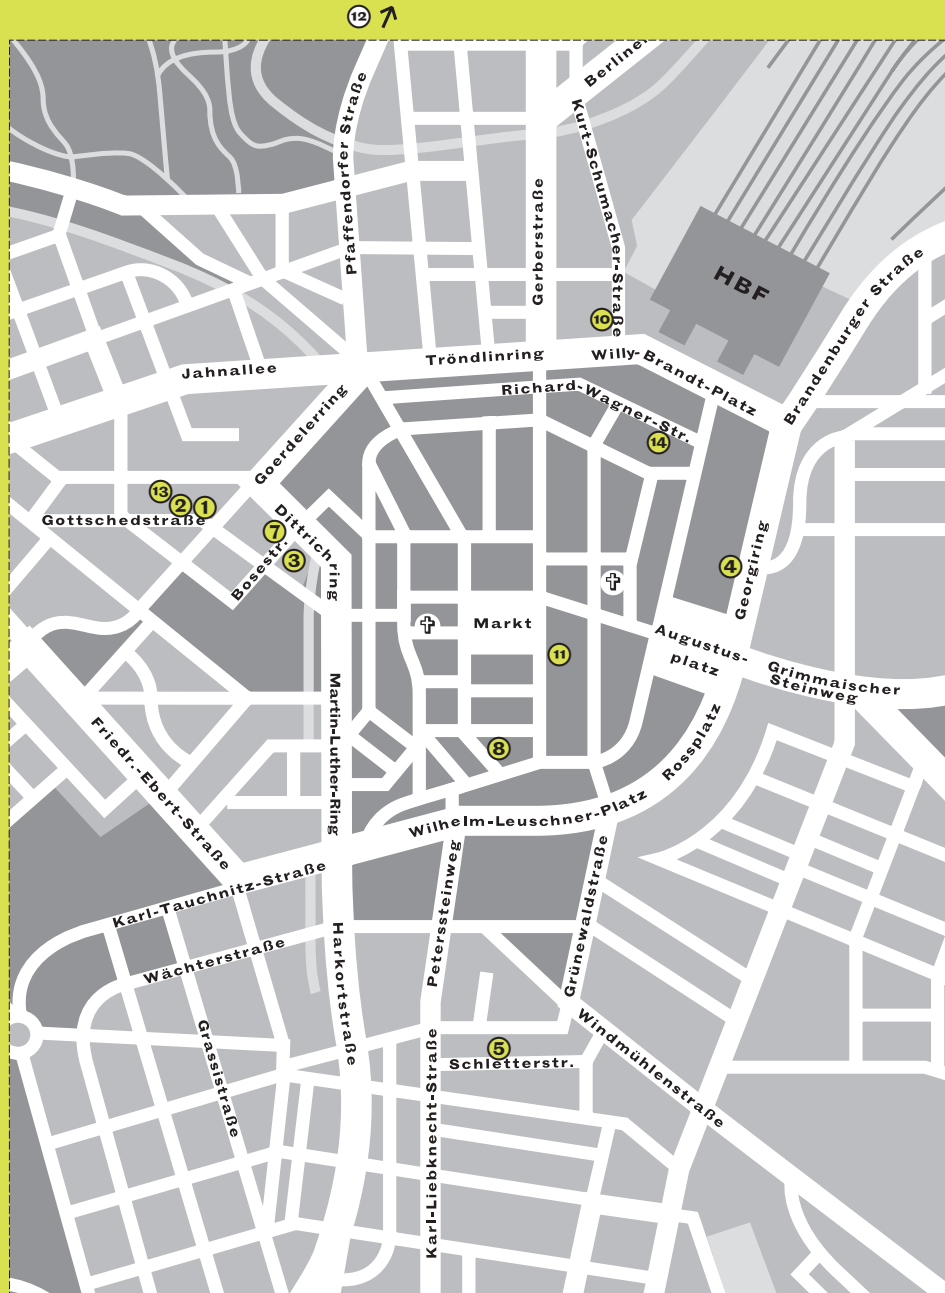 12
Berliner
Pfaffendorfer Straße
Kurt-Schumacher-Straße
Gerberstraße
HBF
Brandenburger Straße
10
Jahnallee
Tröndlinring
Willy-Brandt-Platz
Richard-Wagner-Str.
14
Goerdelerring
13
2
1
Gottschedstraße
7
Dittrichring
Bosestr.
3
4
Georgiring
Markt
11
Augustus-
platz
Grimmaischer
Steinweg
Martin-Luther-Ring
Friedr.-Ebert-Straße
8
Rossplatz
Wilhelm-Leuschner-Platz
Karl-Tauchnitz-Straße
Peterssteinweg
Grünewaldstraße
Wächterstraße
Harkortstraße
Grassistraße
5
Schletterstr.
Windmühlenstraße
Karl-Liebknecht-Straße